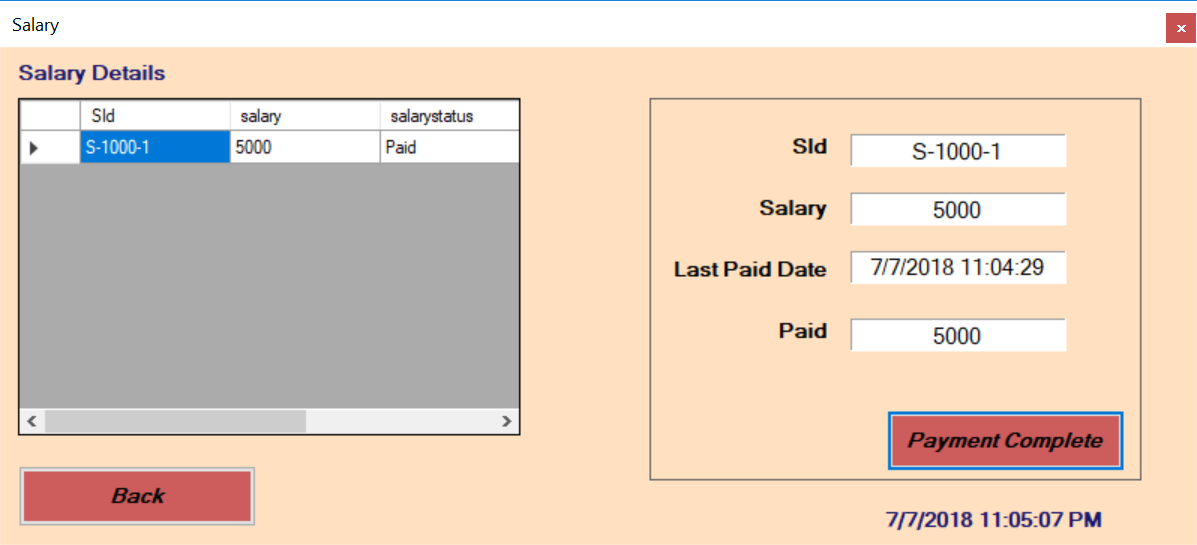 Salary
Salary Details
SId salary salarystatus
S-1000-1 5000 Paid
Back
SId S-1000-1
Salary 5000
Last Paid Date 7/7/2018 11:04:29
Paid 5000
Payment Complete
7/7/2018 11:05:07 PM